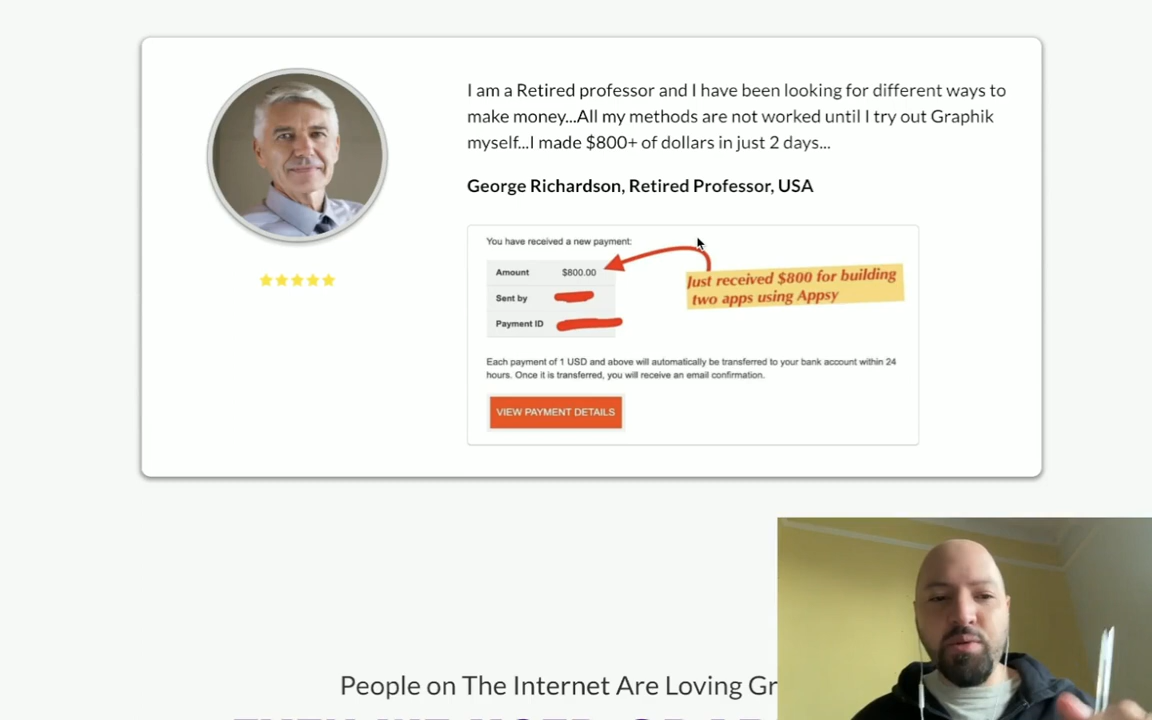 I am a Retired professor and I have been looking for different ways to
make money...All my methods are not worked until I try out Graphik
myself...I made $800+ of dollars in just 2 days...
George Richardson, Retired Professor, USA
You have received a new payment:
Amount $800.00
Sent by
Payment ID
Just received $800 for building
two apps using Appsy
Each payment of 1 USD and above will automatically be transferred to your bank account within 24
hours. Once it is transferred, you will receive an email confirmation.
VIEW PAYMENT DETAILS
People on The Internet Are Loving Gr